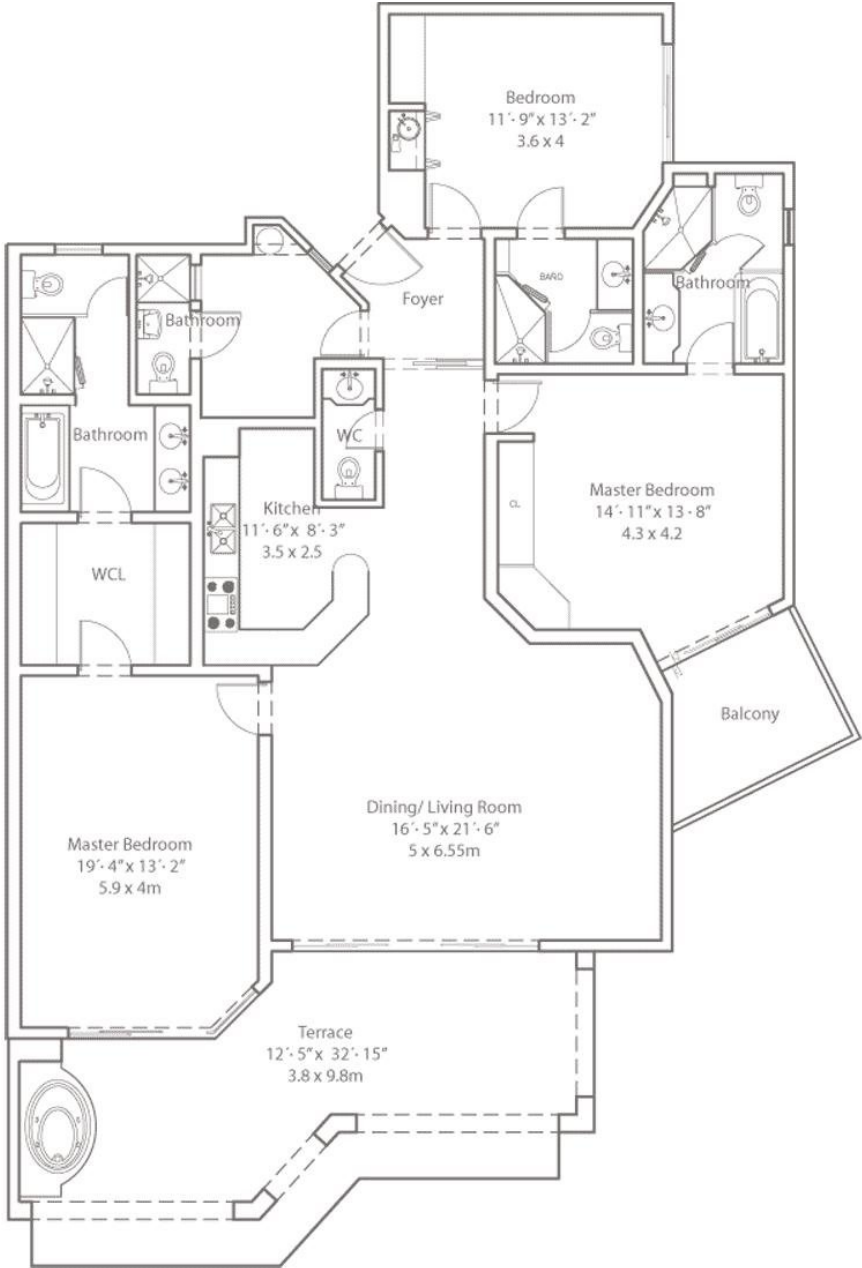 Bedroom
11´· 9” x 13´· 2”
3.6 x 4
Foyer
BAÑO
Bathroom
Bathroom
Bathroom
WC
Kitchen
11´· 6” x 8´· 3”
3.5 x 2.5
CL
Master Bedroom
14´· 11” x 13 · 8”
4.3 x 4.2
WCL
Balcony
Dining/ Living Room
16´· 5” x 21´· 6”
5 x 6.55m
Master Bedroom
19´· 4” x 13´· 2”
5.9 x 4m
Terrace
12´· 5” x 32´· 15”
3.8 x 9.8m